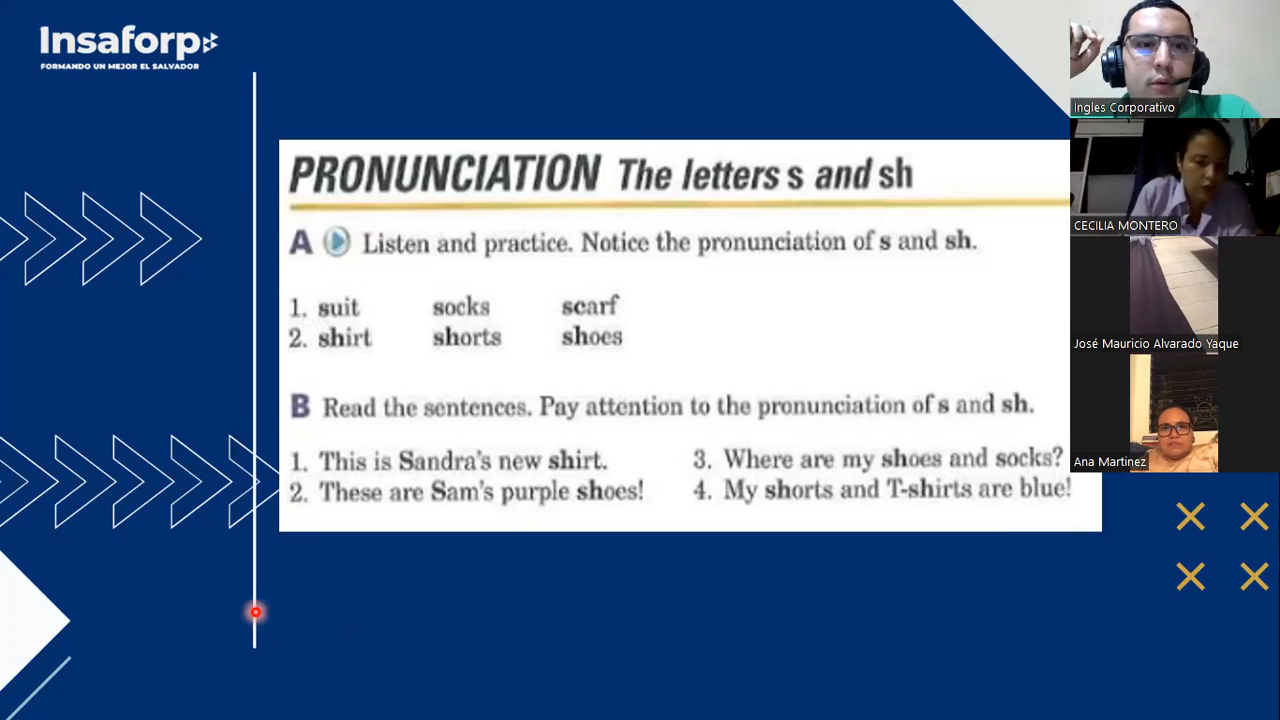 Insaforp
FORMANDO UN MEJOR EL SALVADOR
PRONUNCIATION The letters s and sh
A Listen and practice. Notice the pronunciation of s and sh.
1. suit socks scarf
2. shirt shorts shoes
B Read the sentences. Pay attention to the pronunciation of s and sh.
1. This is Sandra's new shirt.
2. These are Sam's purple shoes!
3. Where are my shoes and socks?
4. My shorts and T-shirts are blue!
Ingles Corporativo
CECILIA MONTERO
José Mauricio Alvarado Yaque
Ana Martinez